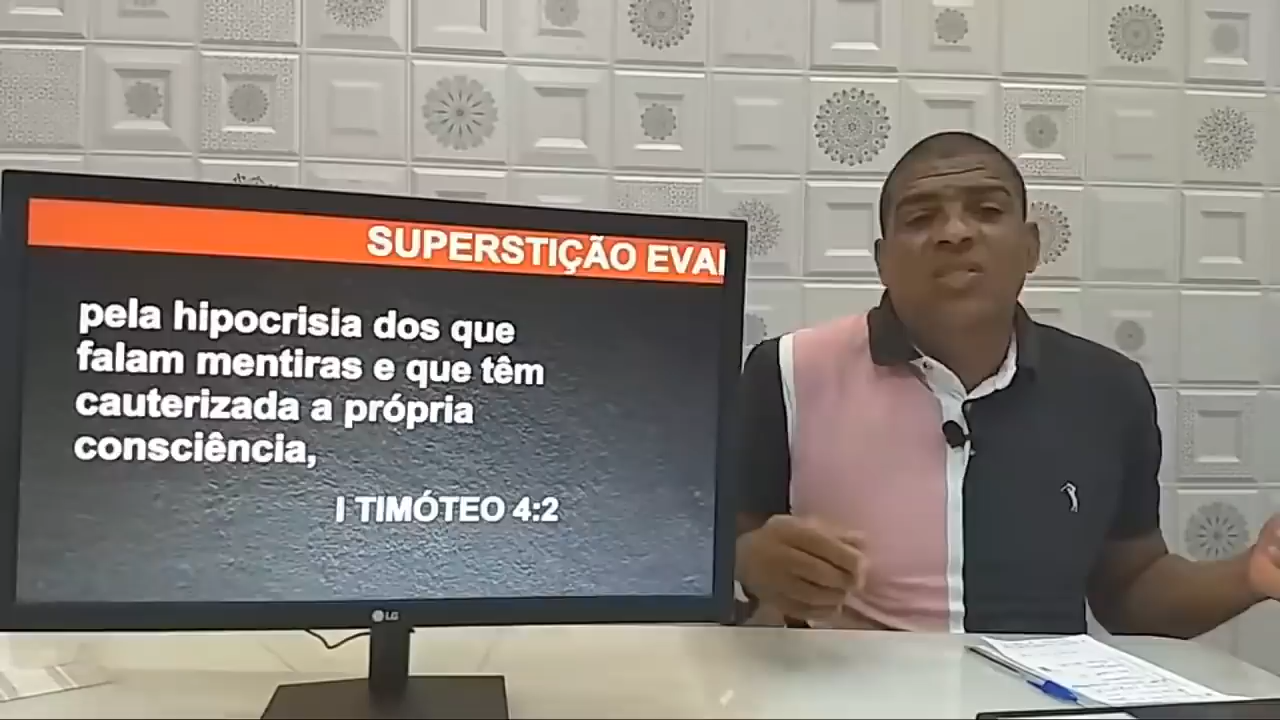 SUPERSTIÇÃO EVA
pela hipocrisia dos que
falam mentiras e que têm
cauterizada a própria
consciência,
I TIMÓTEO 4:2
LG